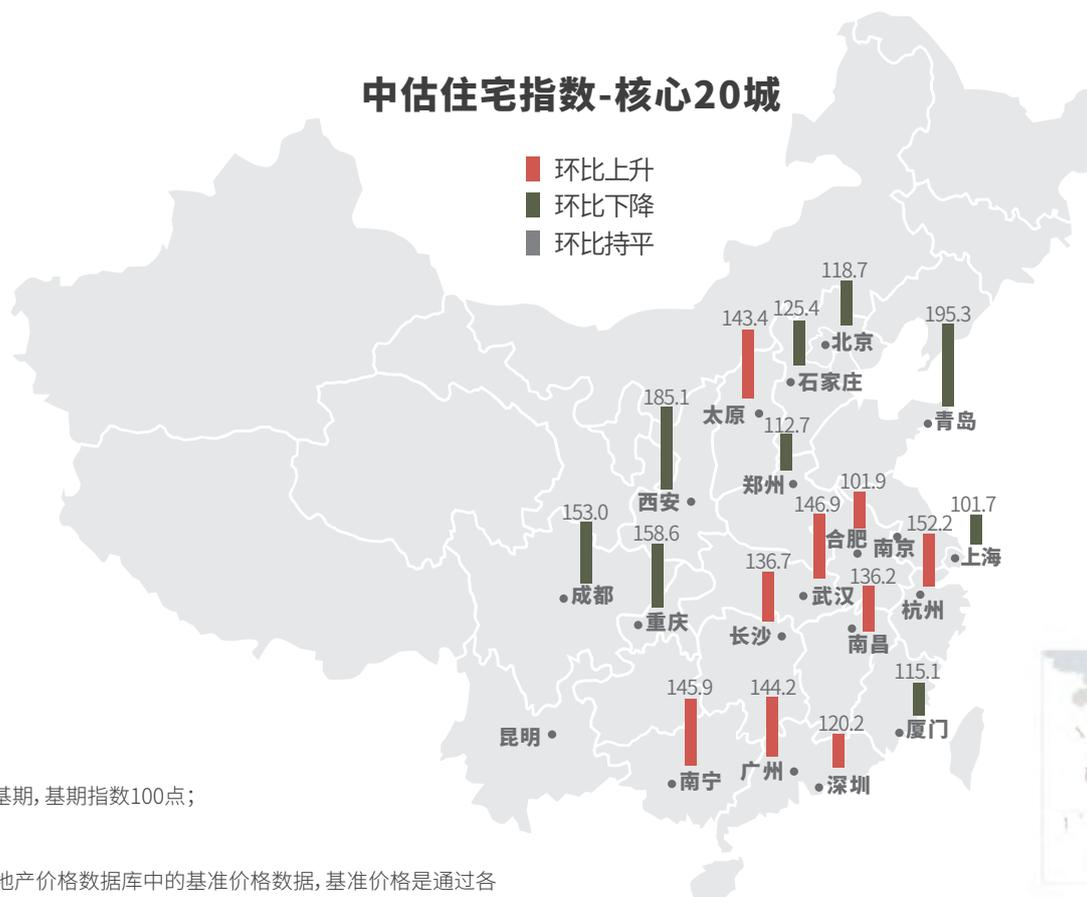 中估住宅指数-核心20城
环比上升
环比下降
环比持平
118.7
北京
125.4
石家庄
143.4
太原
195.3
青岛
112.7
郑州
185.1
西安
101.9
合肥
南京
146.9
武汉
152.2
杭州
101.7
上海
153.0
成都
158.6
重庆
136.7
长沙
136.2
南昌
115.1
厦门
145.9
南宁
144.2
广州
120.2
深圳
昆明
基期，基期指数100点；
地产价格数据库中的基准价格数据，基准价格是通过各